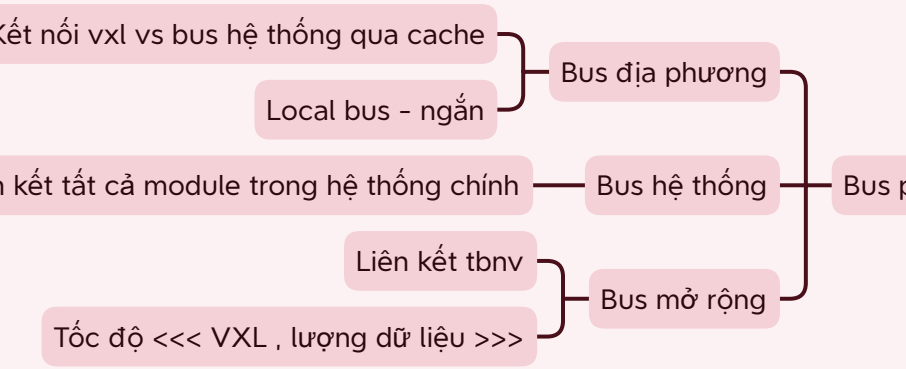 Kết nối vxl vs bus hệ thống qua cache
Bus địa phương
Local bus - ngắn
kết tất cả module trong hệ thống chính
Bus hệ thống
Bus
Liên kết tbnv
Bus mở rộng
Tốc độ <<< VXL , lượng dữ liệu >>>